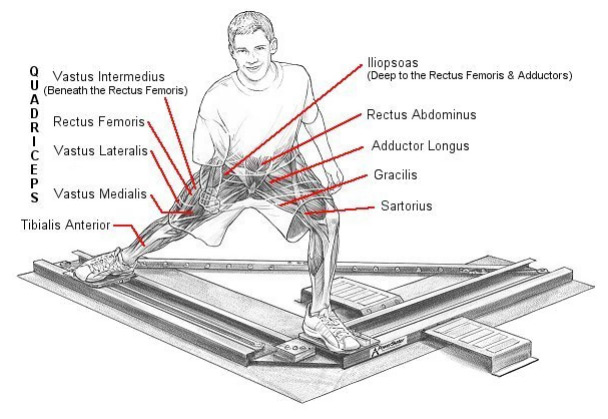 QUADRICEPS
Vastus Intermedius
(Beneath the Rectus Femoris)
Rectus Femoris
Vastus Lateralis
Vastus Medialis
Tibialis Anterior
Iliopsoas
(Deep to the Rectus Femoris & Adductors)
Rectus Abdominus
Adductor Longus
Gracilis
Sartorius